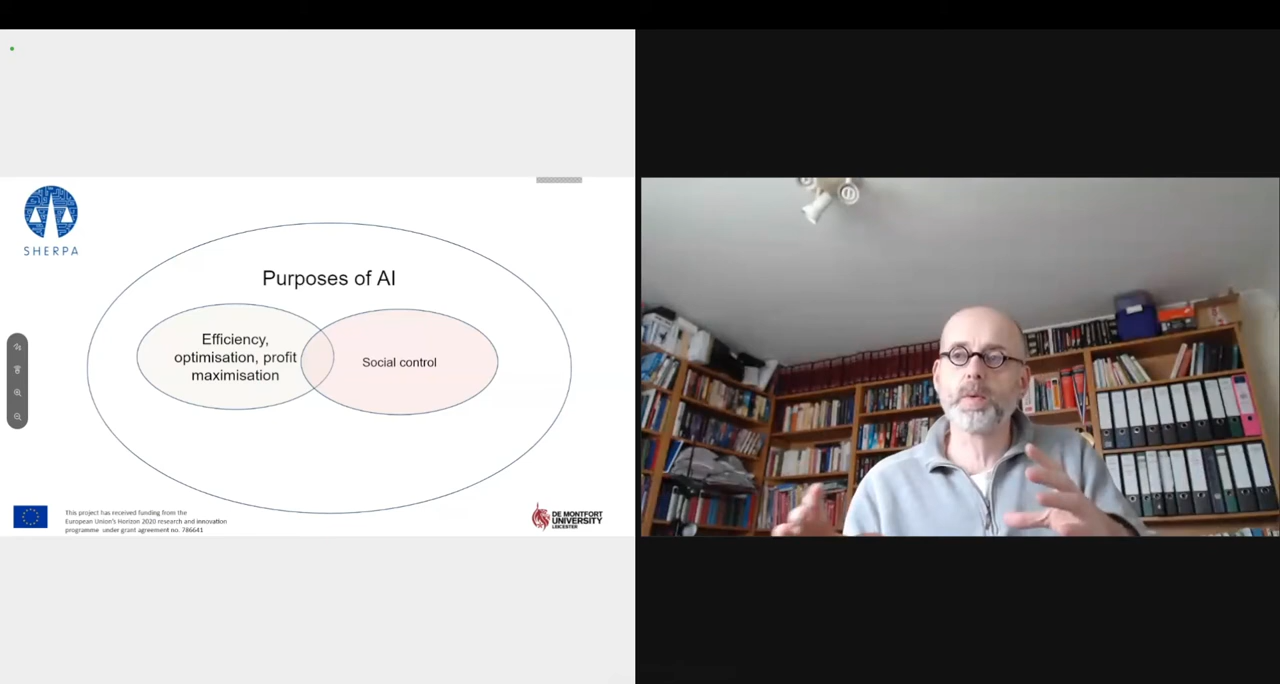 SHERPA
Purposes of AI
Efficiency,
optimisation, profit
maximisation
Social control
This project has received funding from the
European Union's Horizon 2020 research and innovation
programme under grant agreement no. 786641
DE MONTFORT
UNIVERSITY
LEICESTER